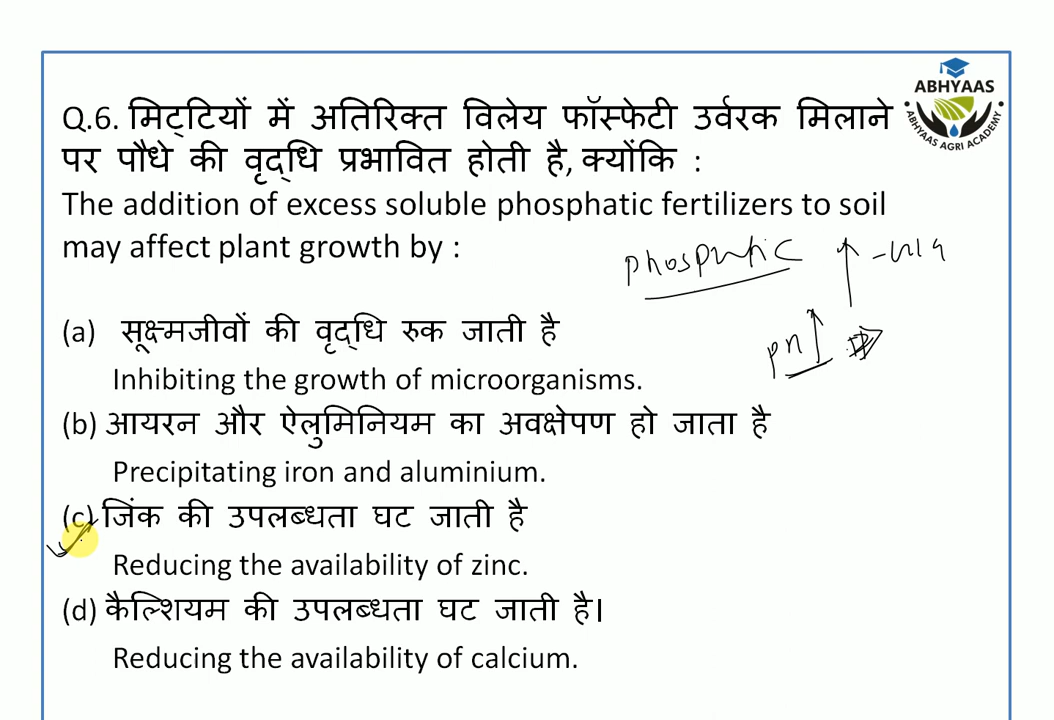 ABHYAAS
ABHYAAS AGRI ACADEMY
Q.6. मिट्टियों में अतिरिक्त विलेय फॉस्फेटी उर्वरक मिलाने
पर पौधे की वृद्धि प्रभावित होती है, क्योंकि :
The addition of excess soluble phosphatic fertilizers to soil
may affect plant growth by :
phosphatic
(a) सूक्ष्मजीवों की वृद्धि रुक जाती है
Inhibiting the growth of microorganisms.
(b) आयरन और ऐलुमिनियम का अवक्षेपण हो जाता है
Precipitating iron and aluminium.
(c) जिंक की उपलब्धता घट जाती है
Reducing the availability of zinc.
(d) कैल्शियम की उपलब्धता घट जाती है।
Reducing the availability of calcium.